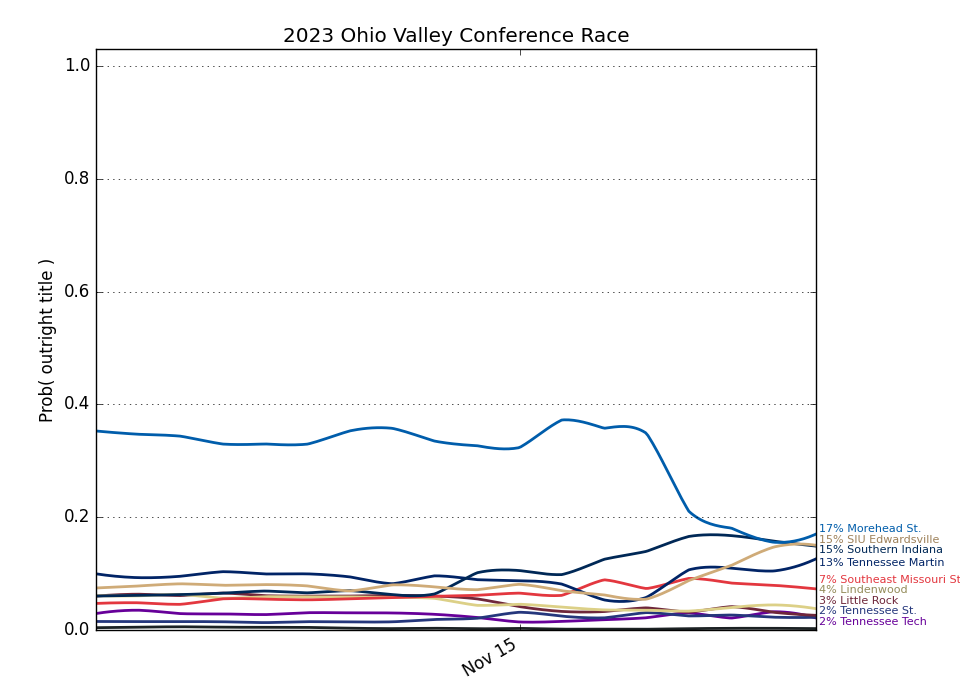 2023 Ohio Valley Conference Race
Prob( outright title )
1.0
0.8
0.6
0.4
0.2
0.0
Nov 15
17% Morehead St.
15% SIU Edwardsville
15% Southern Indiana
13% Tennessee Martin
7% Southeast Missouri St
4% Lindenwood
3% Little Rock
2% Tennessee St.
2% Tennessee Tech